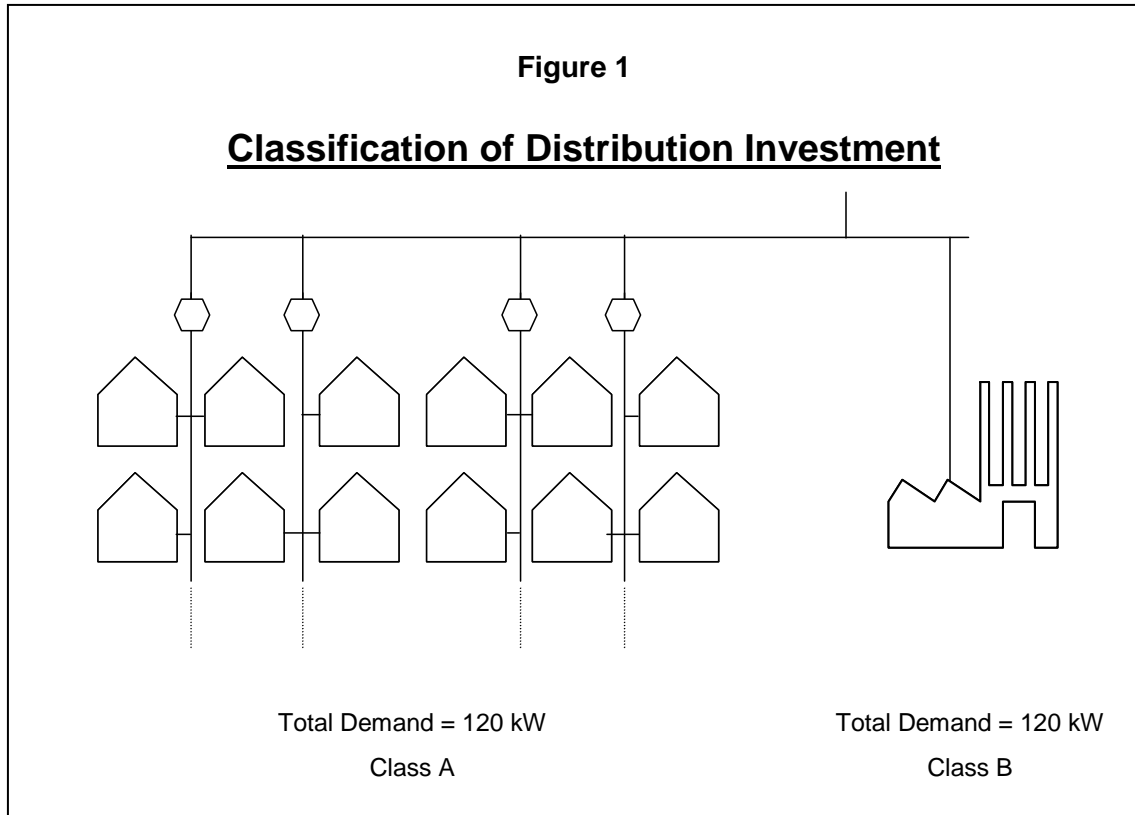 Figure 1
Classification of Distribution Investment
Total Demand = 120 kW
Class A
Total Demand = 120 kW
Class B